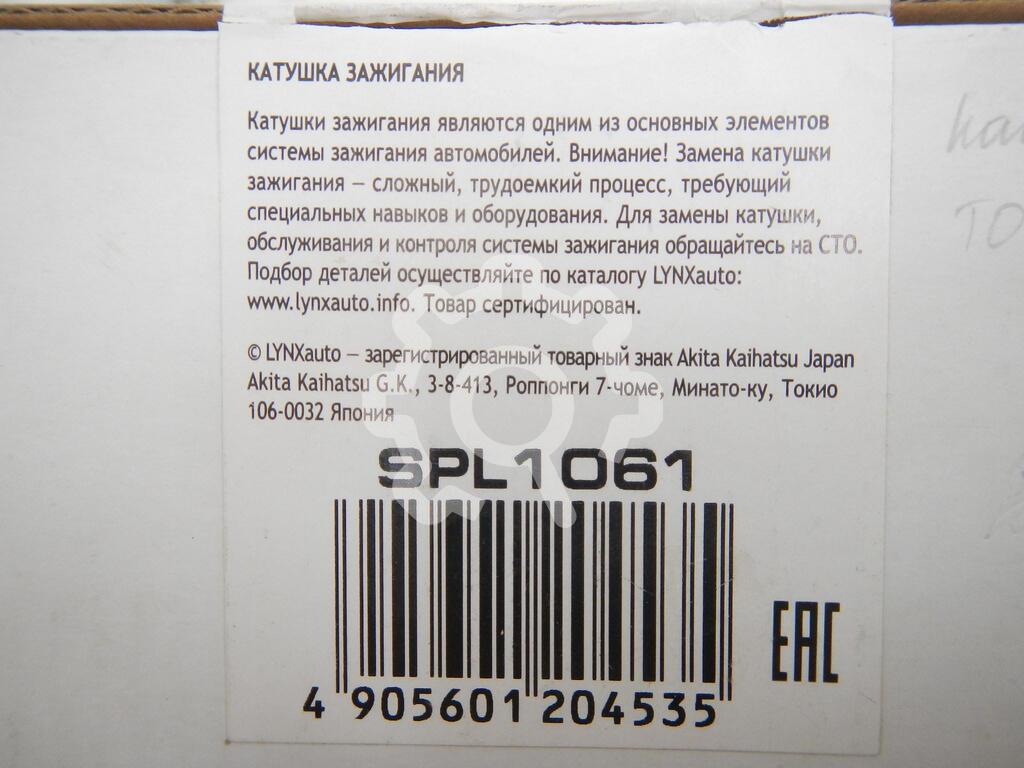 КАТУШКА ЗАЖИГАНИЯ
Катушки зажигания являются одним из основных элементов
системы зажигания автомобилей. Внимание! Замена катушки
зажигания – сложный, трудоемкий процесс, требующий
специальных навыков и оборудования. Для замены катушки,
обслуживания и контроля системы зажигания обращайтесь на СТО.
Подбор деталей осуществляйте по каталогу LYNXauto:
www.lynxauto.info. Товар сертифицирован.
© LYNXauto – зарегистрированный товарный знак Akita Kaihatsu Japan
Akita Kaihatsu G.K., 3-8-413, Роппонги 7-чоме, Минато-ку, Токио
106-0032 Япония
SPL1061
EAC
4 905601 204535